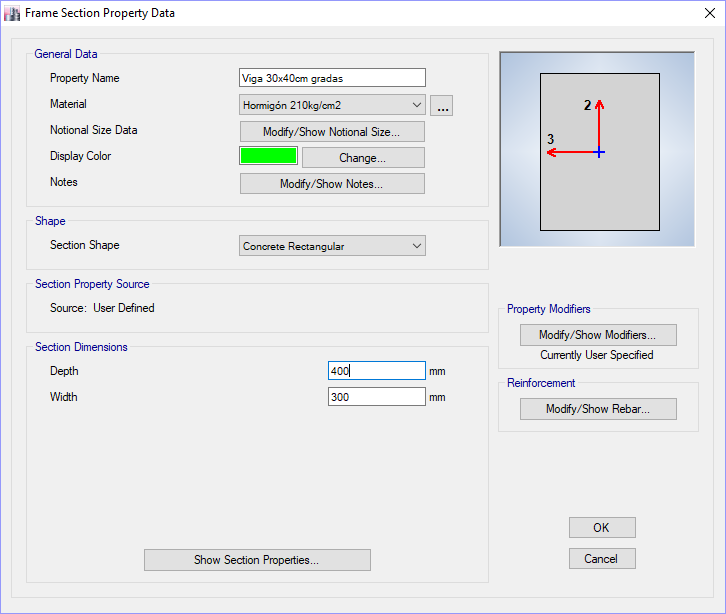 Frame Section Property Data
General Data
Property Name
Viga 30x40cm gradas
Material
Hormigón 210kg/cm2
...
Notional Size Data
Modify/Show Notional Size...
Display Color
Change...
Notes
Modify/Show Notes...
2
3
Shape
Section Shape
Concrete Rectangular
Section Property Source
Source: User Defined
Property Modifiers
Modify/Show Modifiers...
Currently User Specified
Section Dimensions
Depth
400
mm
Width
300
mm
Reinforcement
Modify/Show Rebar...
Show Section Properties...
OK
Cancel